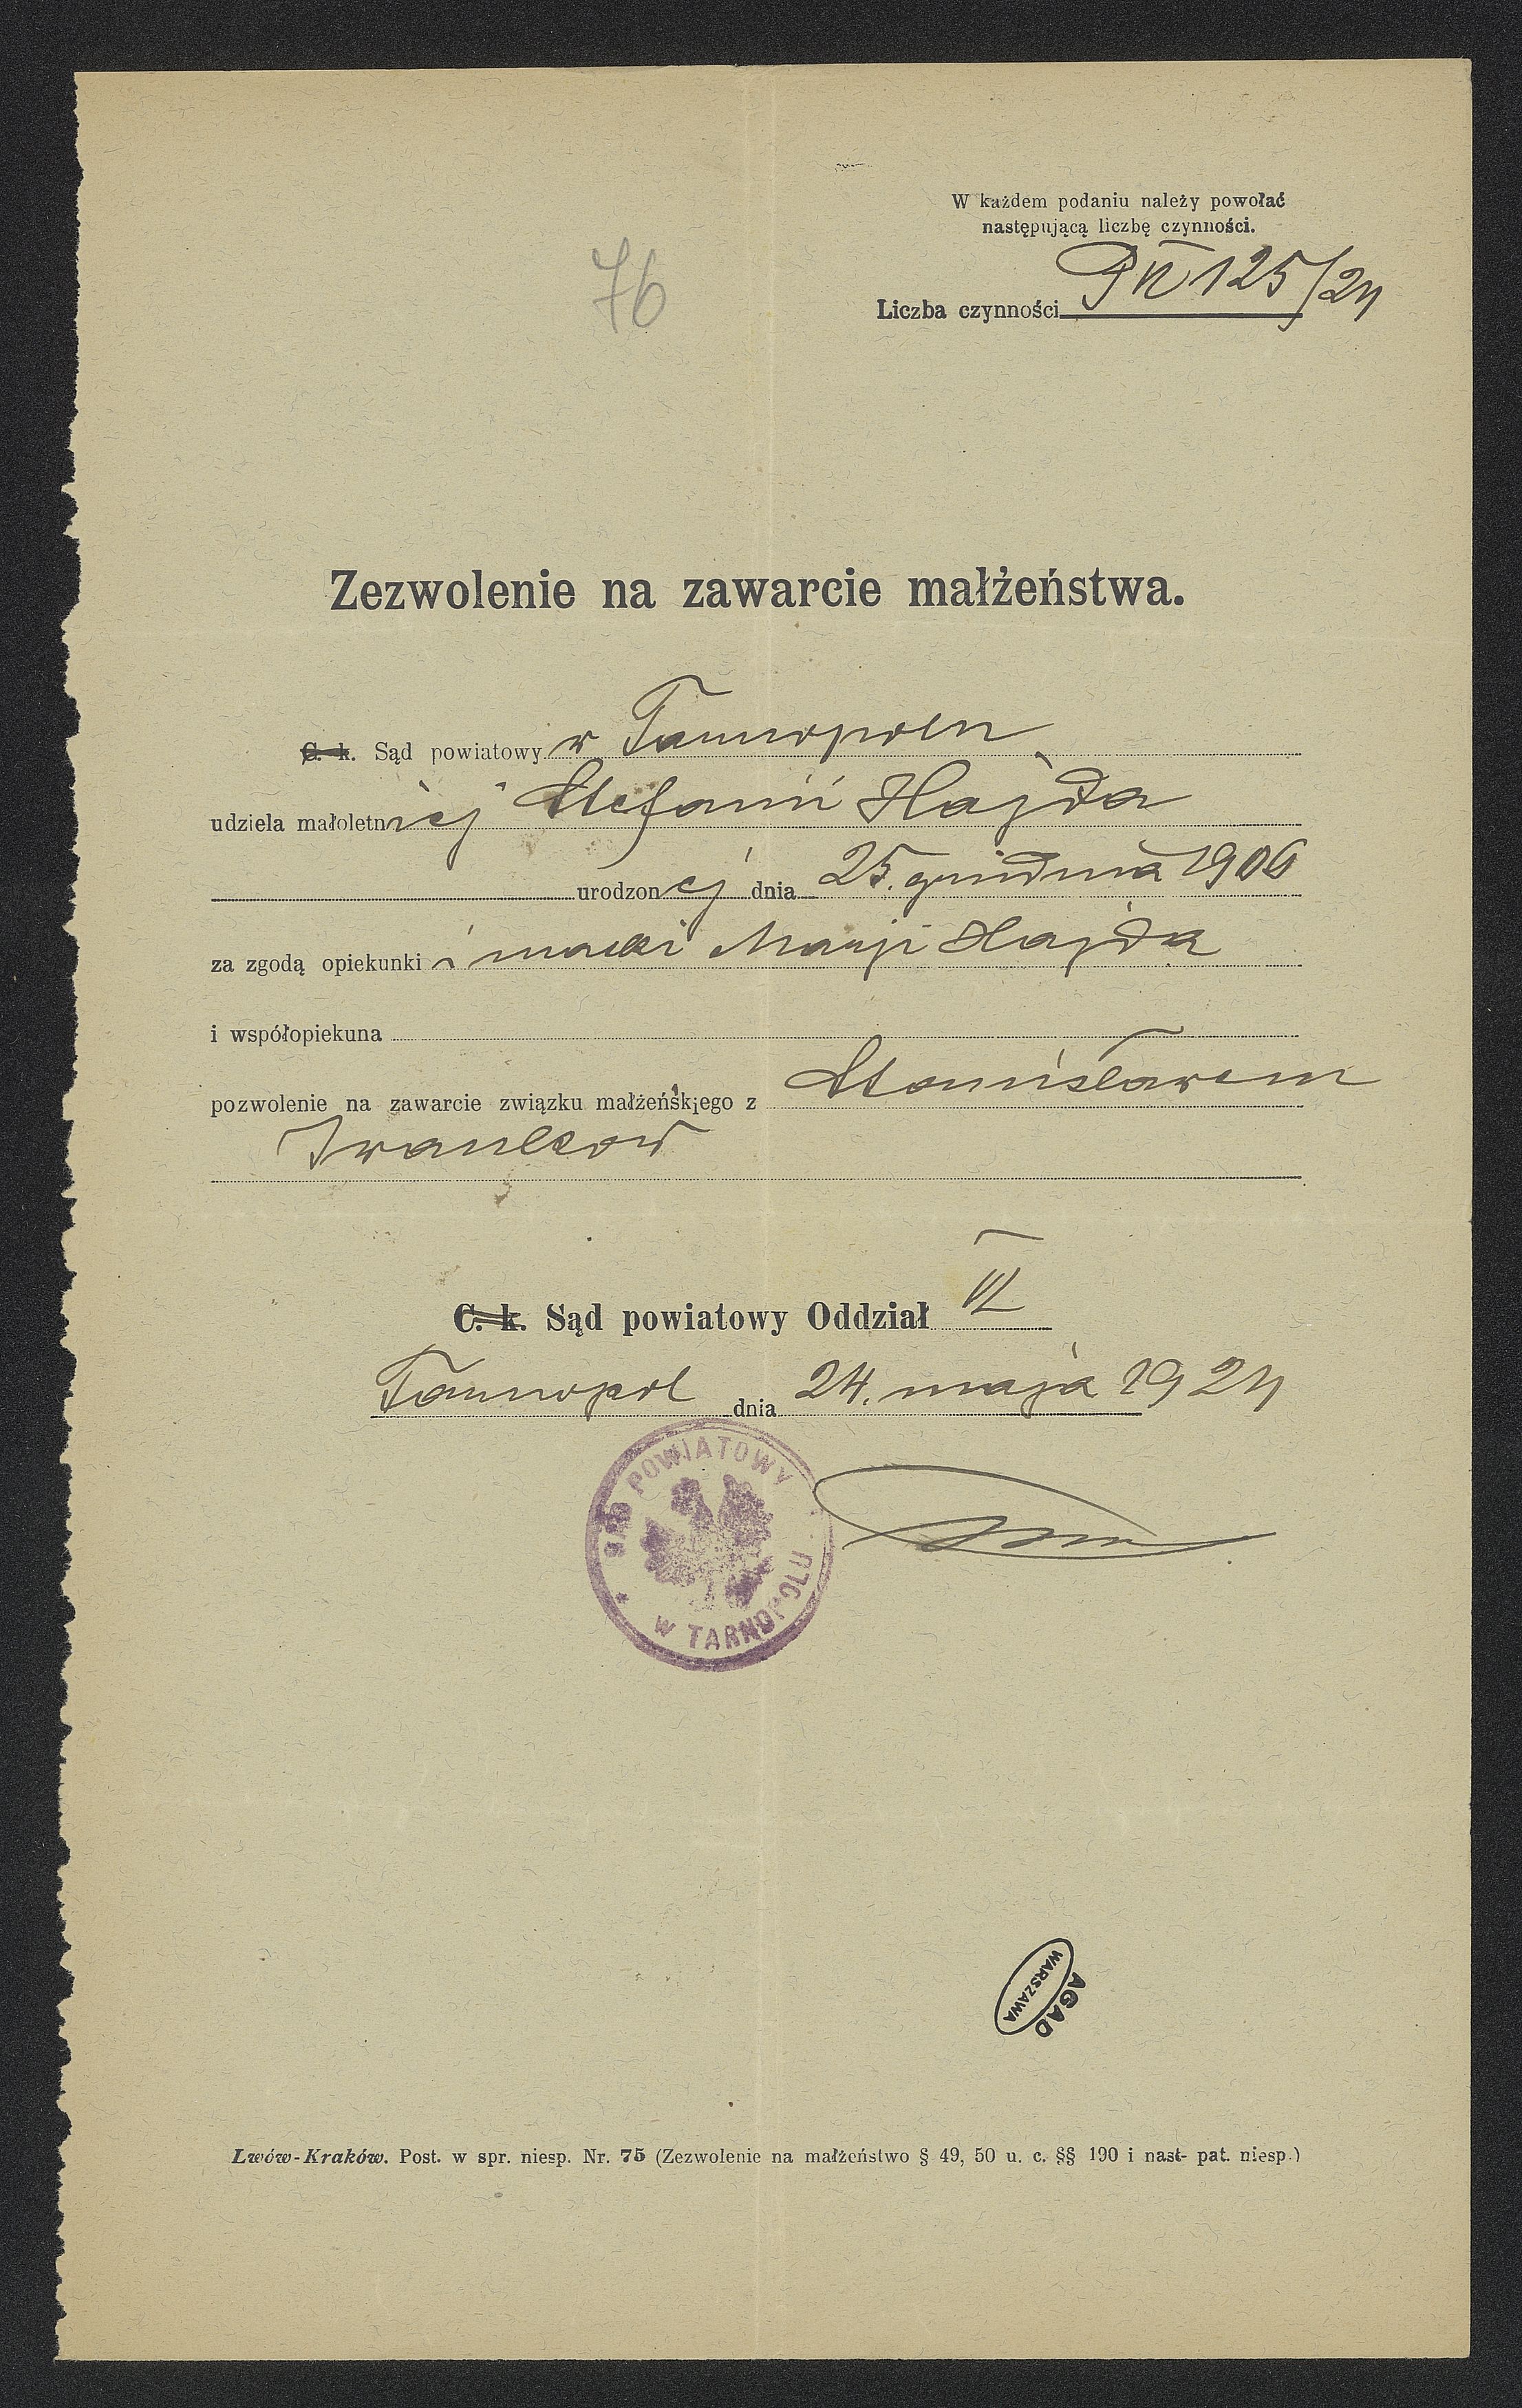 W każdem podaniu należy powołać
następującą liczbę czynności.
76
Liczba czynności 125/24
Zezwolenie na zawarcie małżeństwa.
C. k. Sąd powiatowy w Tarnopolu
udziela małoletniej Stefanii Hajda
urodzonej dnia 25. grudnia 1906
za zgodą opiekunki i matki Marji Hajda
i współopiekuna
pozwolenie na zawarcie związku małżeńskiego z Stanisławem
Iwanków
C. k. Sąd powiatowy Oddział VI
Tarnopol dnia 24. maja 1924
SĄD POWIATOWY
W TARNOPOLU
AGAD
WARSZAWA
Lwów-Kraków. Post. w spr. niesp. Nr. 75 (Zezwolenie na małżeństwo § 49, 50 u. c. §§ 190 i nast- pat. niesp.)